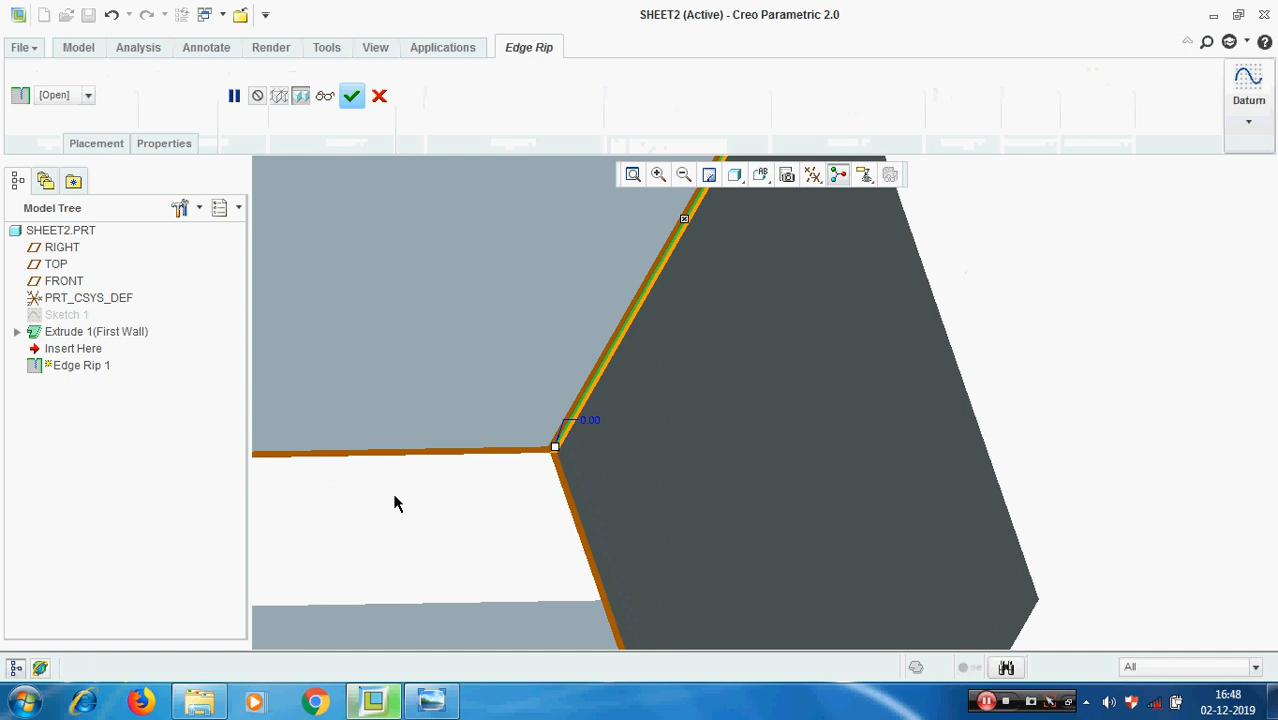 SHEET2 (Active) - Creo Parametric 2.0
File Model Analysis Annotate Render Tools View Applications Edge Rip
[Open]
Datum
Placement Properties
Model Tree
SHEET2.PRT
RIGHT
TOP
FRONT
PRT_CSYS_DEF
Sketch 1
Extrude 1(First Wall)
Insert Here
Edge Rip 1
0.00
All
16:48
02-12-2019